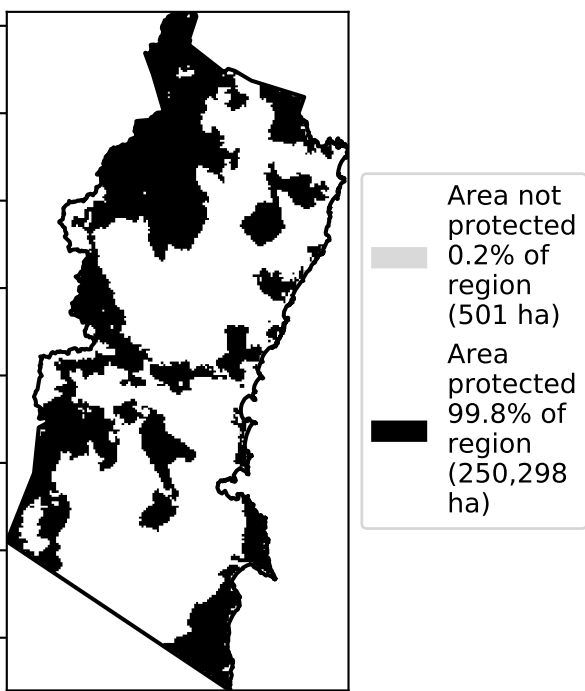 Area not
protected
0.2% of
region
(501 ha)
Area
protected
99.8% of
region
(250,298
ha)